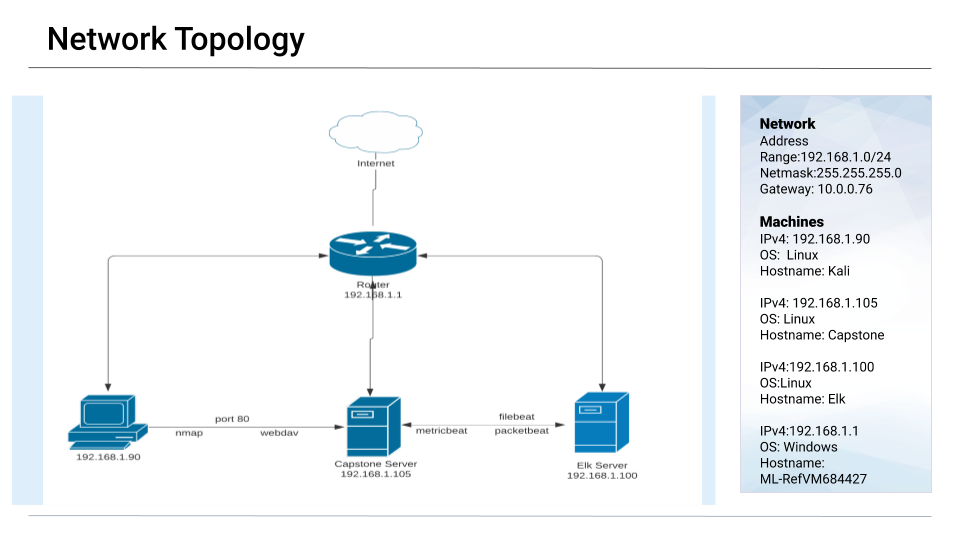 Network Topology
Internet
Router
192.168.1.1
port 80
nmap webdav
192.168.1.90
filebeat
metricbeat packetbeat
Capstone Server
192.168.1.105
Elk Server
192.168.1.100
Network
Address
Range:192.168.1.0/24
Netmask:255.255.255.0
Gateway: 10.0.0.76
Machines
IPv4: 192.168.1.90
OS: Linux
Hostname: Kali
IPv4: 192.168.1.105
OS: Linux
Hostname: Capstone
IPv4:192.168.1.100
OS:Linux
Hostname: Elk
IPv4:192.168.1.1
OS: Windows
Hostname:
ML-RefVM684427